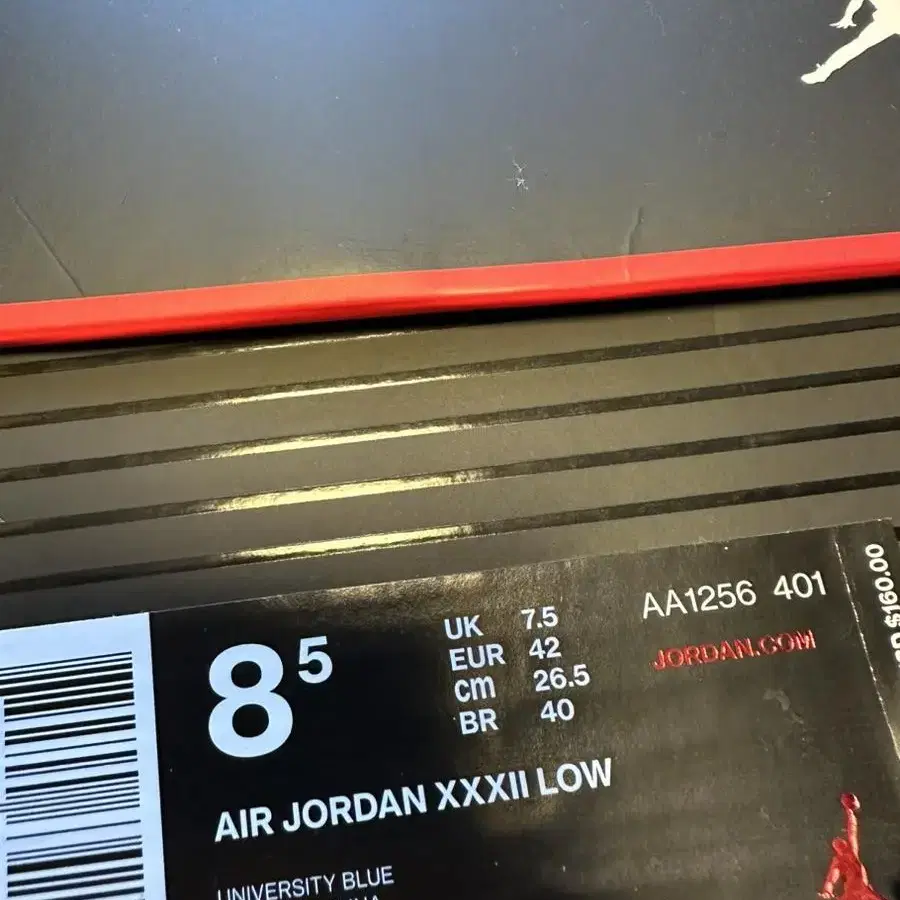 8⁵
UK 7.5
EUR 42
cm 26.5
BR 40
AA1256 401
JORDAN.COM
$160.00
AIR JORDAN XXXII LOW
UNIVERSITY BLUE